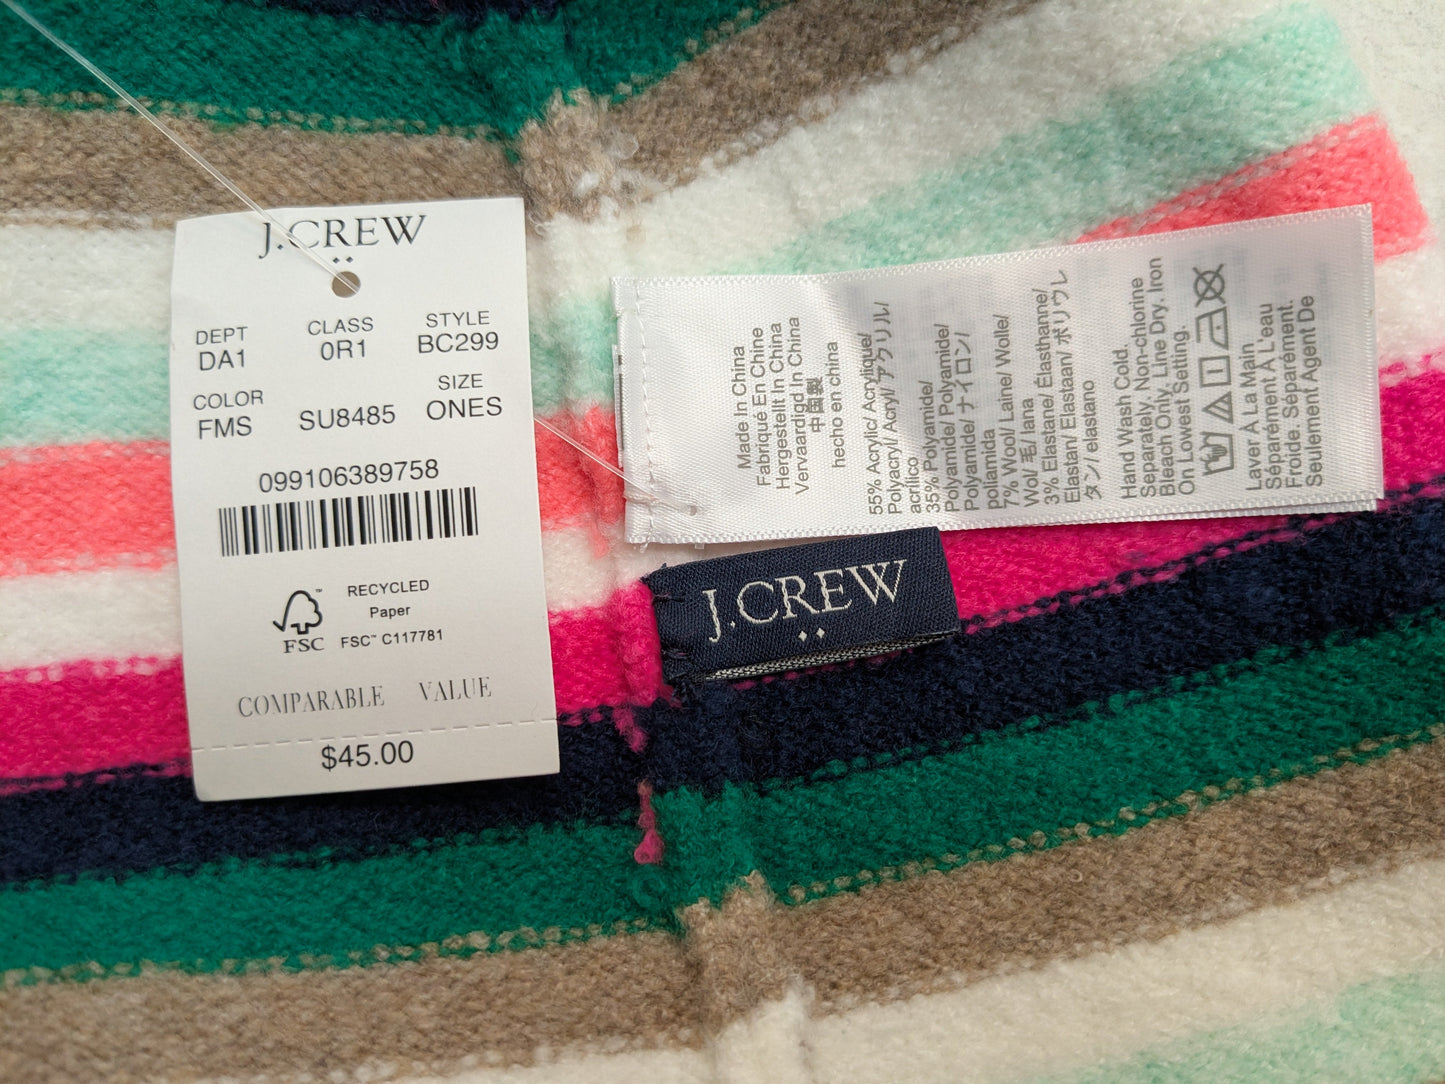 J.CREW
DEPT CLASS STYLE
DA1 0R1 BC299
COLOR SIZE
FMS SU8485 ONES
099106389758
RECYCLED
Paper
FSC™ C117781
FSC™
COMPARABLE VALUE
$45.00
Made In China
Fabriqué En Chine
Hergestellt In China
Vervaardigd In China
中国製
hecho en china
55% Acrylic/ Acrylique/
Polyacryl/ Acryl/ アクリル/
acrílico
35% Polyamide/
Polyamid/ Polyamide/
Polyamide/ ナイロン/
poliamida
7% Wool/ Laine/ Wolle/
Wol/ 毛/ lana
3% Elastane/ Élasthanne/
Elastan/ Elastaan/ ポリウレ
タン/ elastano
Hand Wash Cold
Separately. Non-chlorine
Bleach Only. Line Dry. Iron
On Lowest Setting.
Laver À La Main
Séparément À L'eau
Froide. Séparément.
Seulement Agent De
J.CREW